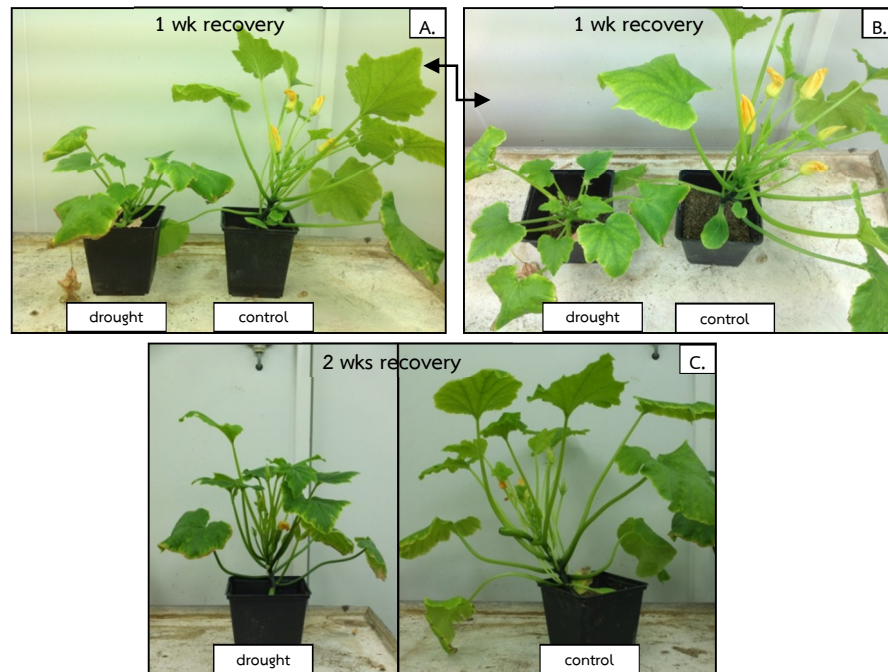 1 wk recovery
A.
1 wk recovery
B.
drought
control
drought
control
2 wks recovery
C.
drought
control